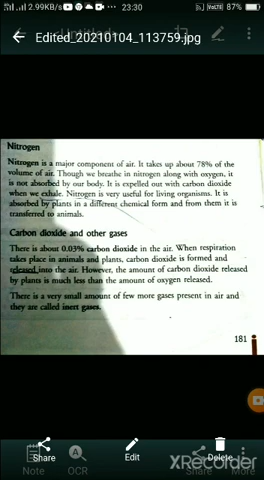 2.99KB/s 23:30 VoLTE 87%
Edited_20210104_113759.jpg
Nitrogen
Nitrogen is a major component of air. It takes up about 78% of the
volume of air. Though we breathe in nitrogen along with oxygen, it
is not absorbed by our body. It is expelled out with carbon dioxide
when we exhale. Nitrogen is very useful for living organisms. It is
absorbed by plants in a different chemical form and from them it is
transferred to animals.
Carbon dioxide and other gases
There is about 0.03% carbon dioxide in the air. When respiration
takes place in animals and plants, carbon dioxide is formed and
released into the air. However, the amount of carbon dioxide released
by plants is much less than the amount of oxygen released.
There is a very small amount of few more gases present in air and
they are called inert gases.
181
Share Edit Delete
Note OCR Share More
XRecorder